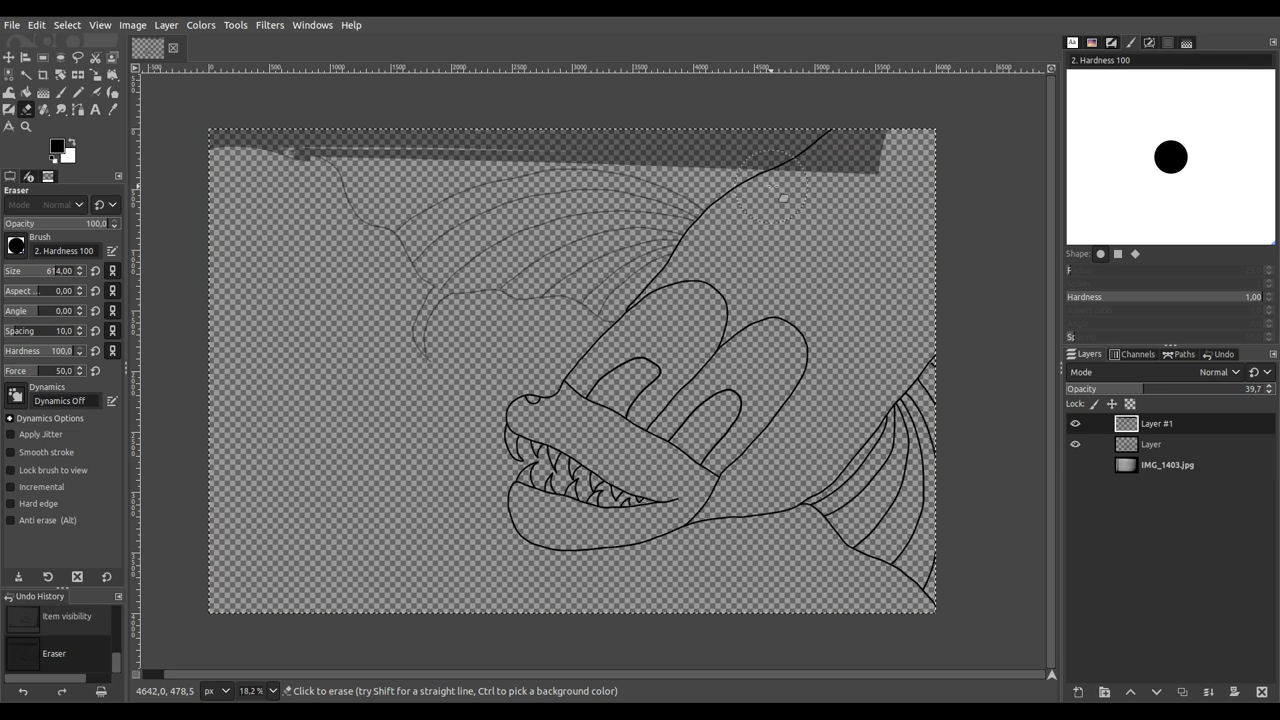 File Edit Select View Image Layer Colors Tools Filters Windows Help
2. Hardness 100
Eraser
Mode Normal
Opacity 100,0
Brush
2. Hardness 100
Size 614,00
Aspect ... 0,00
Angle 0,00
Spacing 10,0
Hardness 100,0
Force 50,0
Dynamics
Dynamics Off
Dynamics Options
Apply Jitter
Smooth stroke
Lock brush to view
Incremental
Hard edge
Anti erase (Alt)
Undo History
Item visibility
Eraser
4642,0, 478,5 px 18,2 % Click to erase (try Shift for a straight line, Ctrl to pick a background color)
Shape:
Hardness 1,00
Layers Channels Paths Undo
Mode Normal
Opacity 39,7
Lock:
Layer #1
Layer
IMG_1403.jpg